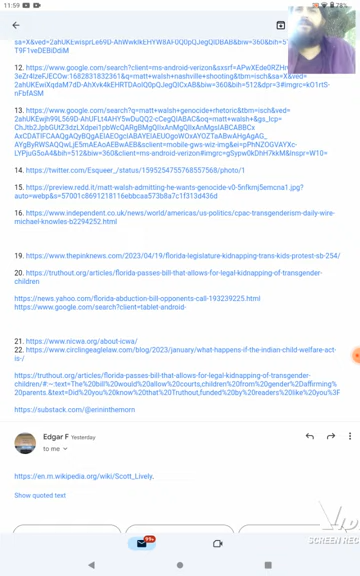 11:59
78%
sa=X&ved=2ahUKEwisprLe69D-AhWwklkEHYW8AF0Q0pQJegQIDBAB&biw=360&bih=5
T9F1veDEBiDdiM
12. https://www.google.com/search?client=ms-android-verizon&sxsrf=APwXEde0RZHr
3eZrI4IzeFJECOw:1682831832361&q=matt+walsh+nashville+shooting&tbm=isch&sa=X&
ved=2ahUKEwiXqdaM7dD-AhXvk4kEHRTDAoIQ0pQJegQICxAB&biw=360&bih=512&dpr=3#imgrc=kO1rtS-
nFbfASM
13. https://www.google.com/search?q=matt+walsh+genocide+rhetoric&tbm=isch&ved=
2ahUKEwjh99L569D-AhUFLt4AHY5wDuQQ2-cCegQIABAC&oq=matt+walsh+&gs_lcp=
AYgByRWSAQQwLjE5mAEAoAEBwAEB&sclient=mobile-gws-wiz-img&ei=pPhNZOGVAYXc-
LYPjuG5oA4&bih=512&biw=360&client=ms-android-verizon#imgrc=gSypw0kDhH7kkM&lnspr=W10=
14. https://twitter.com/Esqueer_/status/1595254755768557568/photo/1
15. https://preview.redd.it/matt-walsh-admitting-he-wants-genocide-v0-5nfkmj5emcna1.jpg?
auto=webp&s=57001c8691218116ebbcaa573b8a7c1f313d436d
16. https://www.independent.co.uk/news/world/americas/us-politics/cpac-transgenderism-daily-wire-
michael-knowles-b2294252.html
19. https://www.thepinknews.com/2023/04/19/florida-legislature-kidnapping-trans-kids-protest-sb-254/
20. https://truthout.org/articles/florida-passes-bill-that-allows-for-legal-kidnapping-of-transgender-
children
https://news.yahoo.com/florida-abduction-bill-opponents-call-193239225.html
https://www.google.com/search?client=tablet-android-
21. https://www.nicwa.org/about-icwa/
22. https://www.circlingeaglelaw.com/blog/2023/january/what-happens-if-the-indian-child-welfare-act-
is-/
https://truthout.org/articles/florida-passes-bill-that-allows-for-legal-kidnapping-of-transgender-
children/#:~:text=The%20bill%20would%20allow%20courts,children%20from%20gender%2Daffirming
%20parents.&text=Did%20you%20know%20that%20Truthout,funded%20by%20readers%20like%20you%3F
https://substack.com/@erininthemorn
Edgar F Yesterday
to me
https://en.m.wikipedia.org/wiki/Scott_Lively.
Show quoted text
99+
SCREEN REC